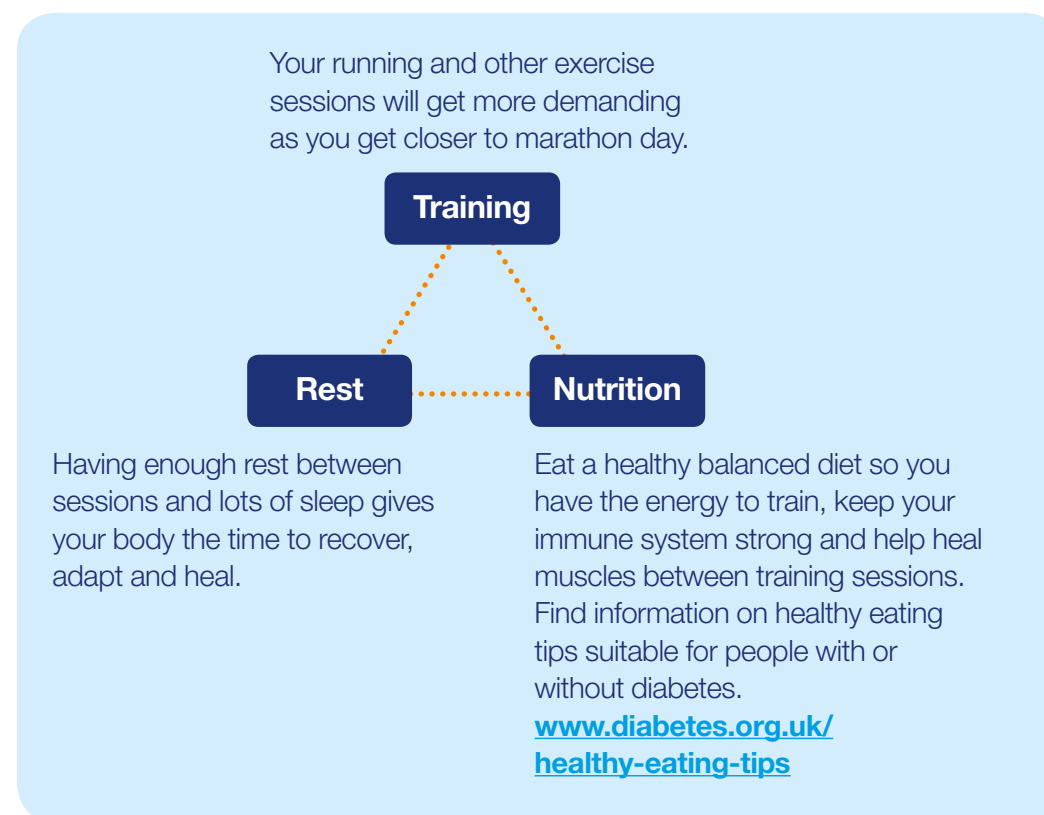 Your running and other exercise
sessions will get more demanding
as you get closer to marathon day.
Training
Rest
Nutrition
Having enough rest between
sessions and lots of sleep gives
your body the time to recover,
adapt and heal.
Eat a healthy balanced diet so you
have the energy to train, keep your
immune system strong and help heal
muscles between training sessions.
Find information on healthy eating
tips suitable for people with or
without diabetes.
www.diabetes.org.uk/
healthy-eating-tips